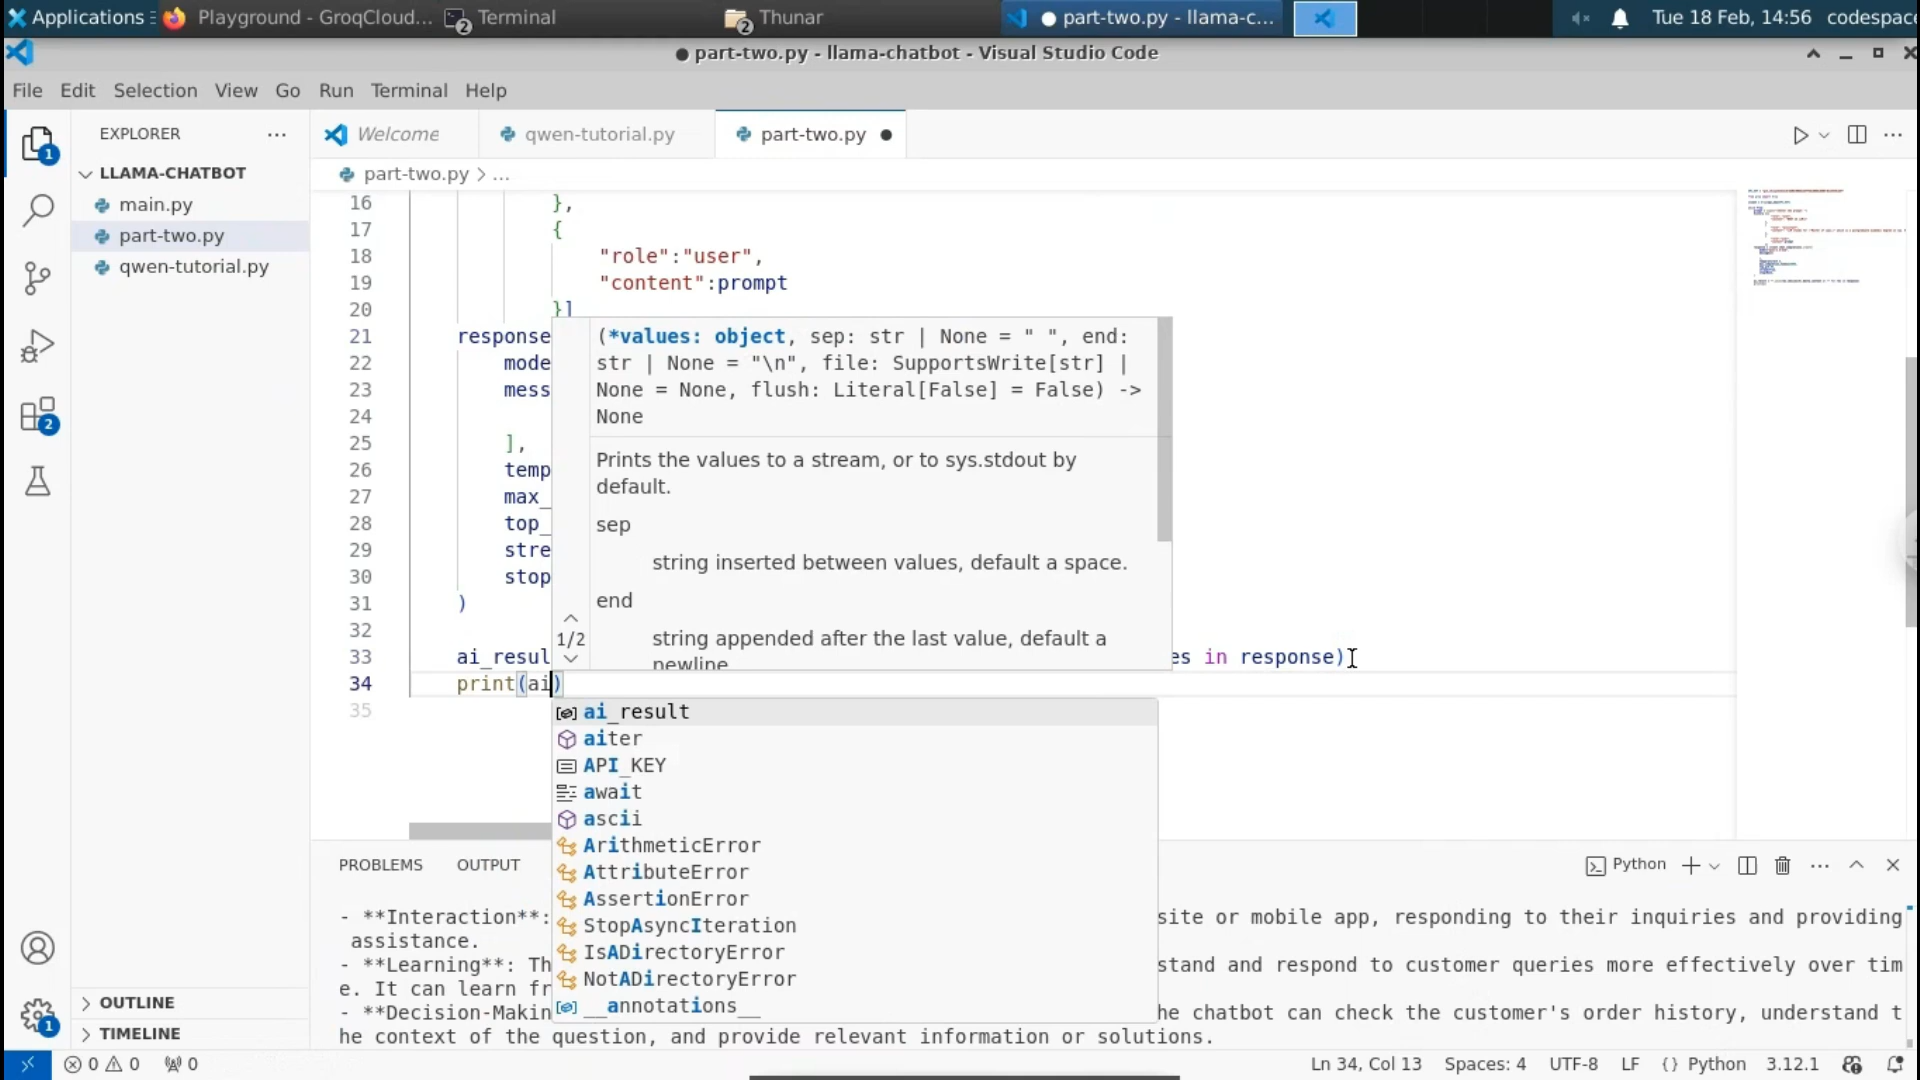 Applications
Playground - GroqCloud...
2
Terminal
2
Thunar
part-two.py - llama-c...
Tue 18 Feb, 14:56
codespace
part-two.py - llama-chatbot - Visual Studio Code
File Edit Selection View Go Run Terminal Help
EXPLORER
Welcome
qwen-tutorial.py
part-two.py
1
LLAMA-CHATBOT
part-two.py > ...
main.py
part-two.py
qwen-tutorial.py
16 },
17 {
18 "role":"user",
19 "content":prompt
20 }]
21 response
22 mode
23 mess
24
25 ],
26 temp
27 max_
28 top_
29 stre
30 stop
31 )
32
33 ai_resul es in response)
34 print(ai)
35
(*values: object, sep: str | None = " ", end:
str | None = "\n", file: SupportsWrite[str] |
None = None, flush: Literal[False] = False) ->
None
Prints the values to a stream, or to sys.stdout by
default.
sep
string inserted between values, default a space.
end
string appended after the last value, default a
newline
1/2
ai_result
aiter
API_KEY
await
ascii
ArithmeticError
AttributeError
AssertionError
StopAsyncIteration
IsADirectoryError
NotADirectoryError
__annotations__
2
PROBLEMS OUTPUT
Python
- **Interaction**: site or mobile app, responding to their inquiries and providing
assistance.
- **Learning**: Th stand and respond to customer queries more effectively over tim
e. It can learn fr
- **Decision-Makin he chatbot can check the customer's order history, understand t
he context of the question, and provide relevant information or solutions.
OUTLINE
TIMELINE
1
0 0 0
Ln 34, Col 13 Spaces: 4 UTF-8 LF {} Python 3.12.1